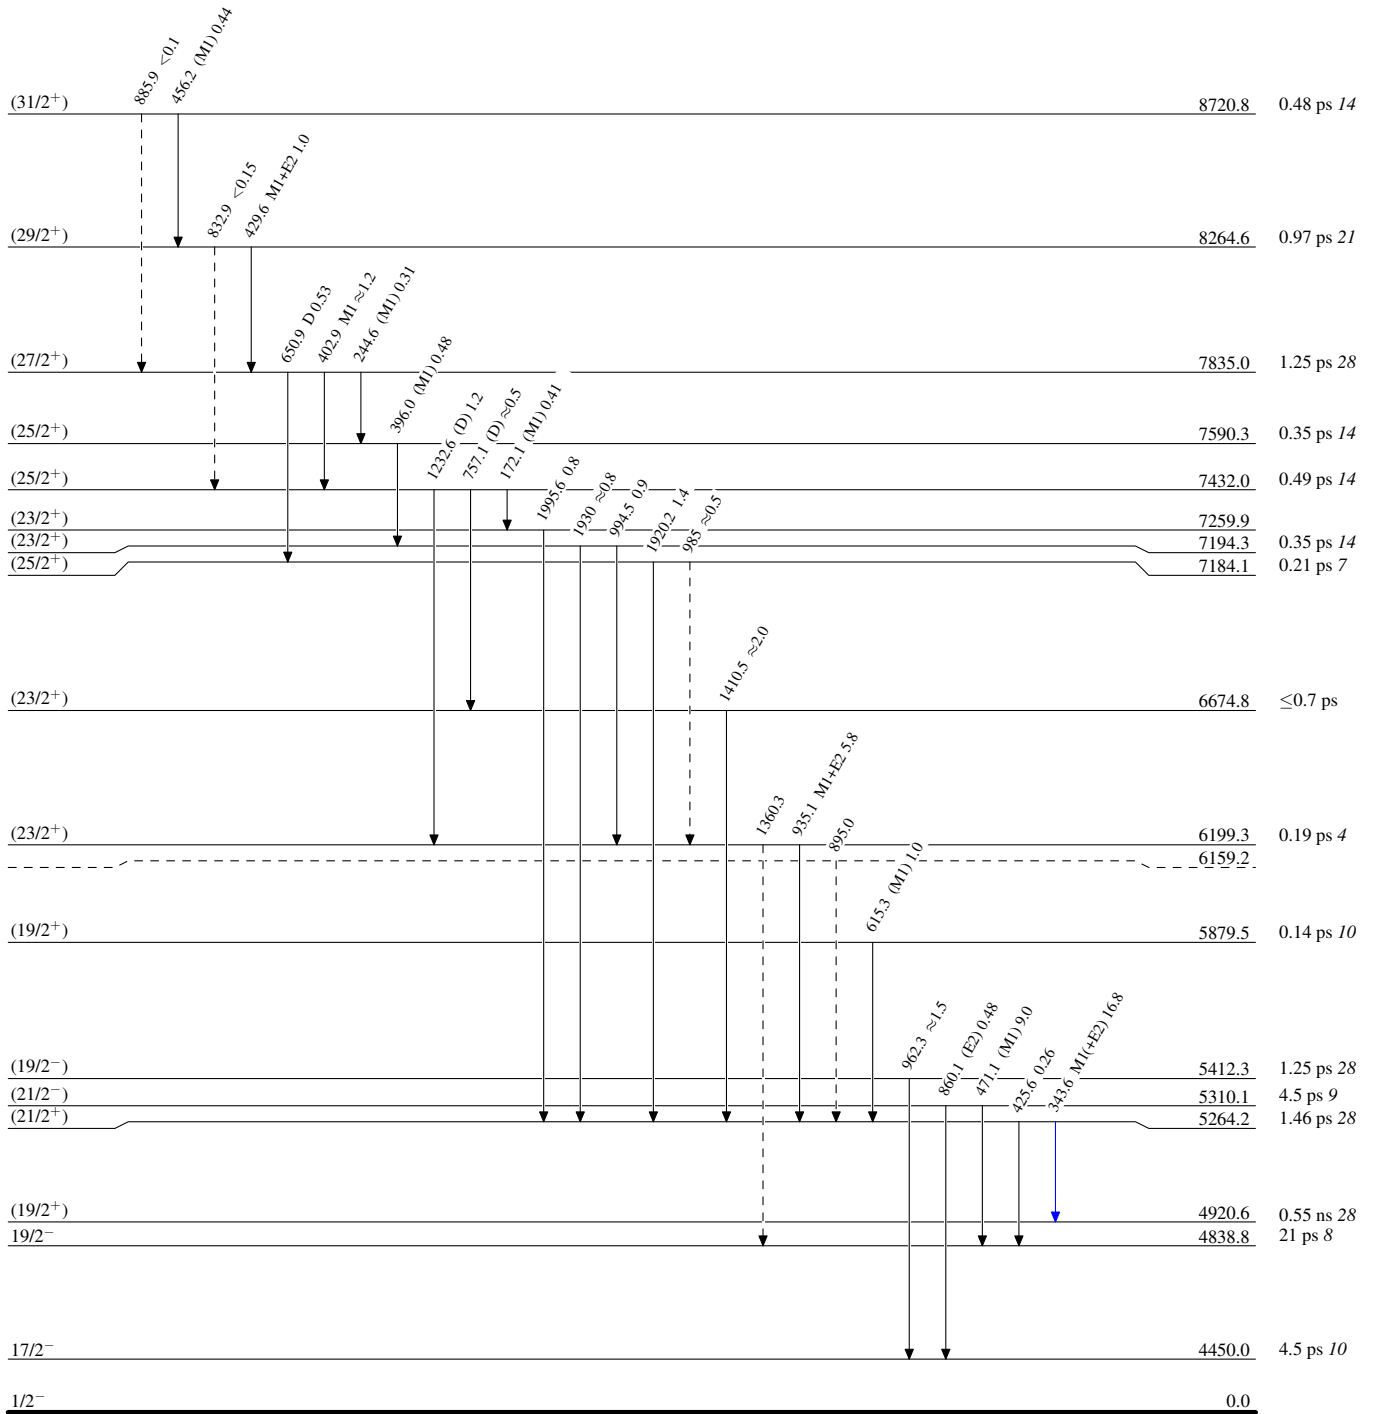 885.9 <0.1
456.2 (M1) 0.44
(31/2+) 8720.8 0.48 ps 14
832.9 <0.15
429.6 M1+E2 1.0
(29/2+) 8264.6 0.97 ps 21
650.9 D 0.53
402.9 M1 ≈1.2
244.6 (M1) 0.31
(27/2+) 7835.0 1.25 ps 28
396.0 (M1) 0.48
(25/2+) 7590.3 0.35 ps 14
1232.6 (D) 1.2
757.1 (D) ≈0.5
172.1 (M1) 0.41
(25/2+) 7432.0 0.49 ps 14
1995.6 0.8
(23/2+) 7259.9
1930 ≈0.8
994.5 0.9
(23/2+) 7194.3 0.35 ps 14
1920.2 1.4
985 ≈0.5
(25/2+) 7184.1 0.21 ps 7
1410.5 ≈2.0
(23/2+) 6674.8 ≤0.7 ps
1360.3
935.1 M1+E2 5.8
(23/2+) 6199.3 0.19 ps 4
895.0
6159.2
615.3 (M1) 1.0
(19/2+) 5879.5 0.14 ps 10
962.3 ≈1.5
(19/2−) 5412.3 1.25 ps 28
860.1 (E2) 0.48
471.1 (M1) 9.0
(21/2−) 5310.1 4.5 ps 9
425.6 0.26
343.6 M1(+E2) 16.8
(21/2+) 5264.2 1.46 ps 28
(19/2+) 4920.6 0.55 ns 28
19/2− 4838.8 21 ps 8
17/2− 4450.0 4.5 ps 10
1/2− 0.0